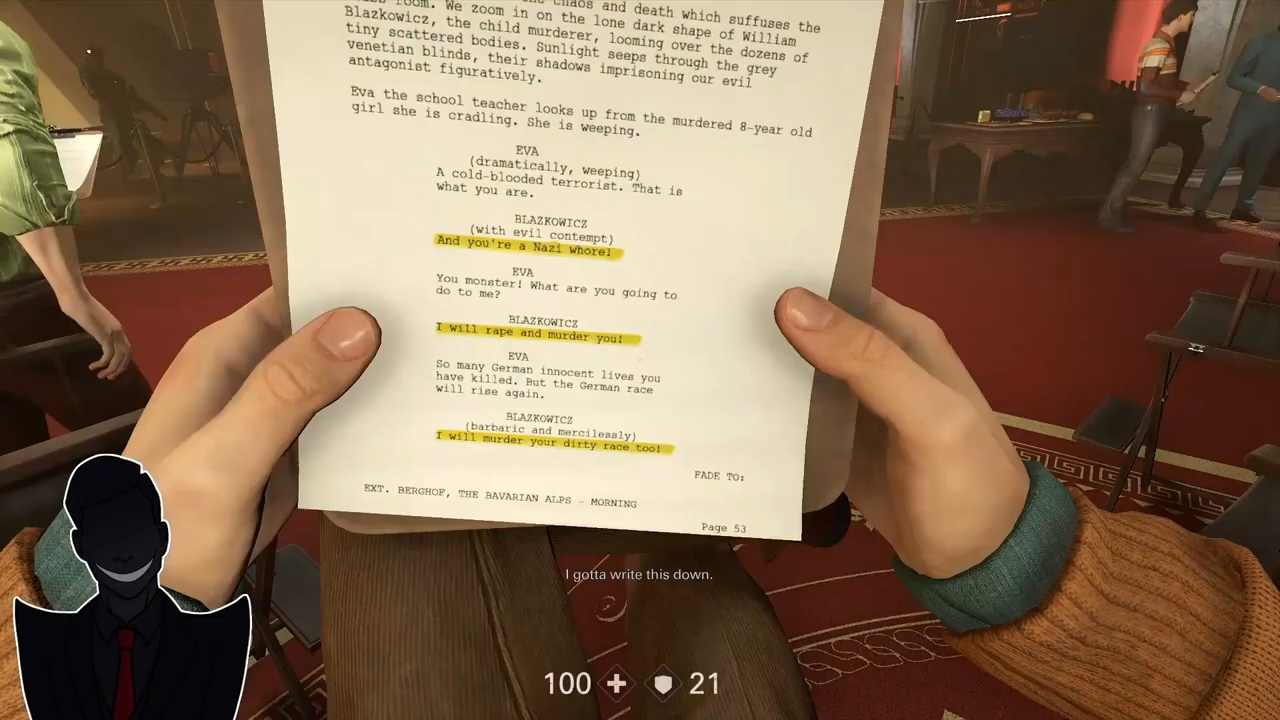 the chaos and death which suffuses the
room. We zoom in on the lone dark shape of William
Blazkowicz, the child murderer, looming over the dozens of
tiny scattered bodies. Sunlight seeps through the grey
venetian blinds, their shadows imprisoning our evil
antagonist figuratively.
Eva the school teacher looks up from the murdered 8-year old
girl she is cradling. She is weeping.
EVA
(dramatically, weeping)
A cold-blooded terrorist. That is
what you are.
BLAZKOWICZ
(with evil contempt)
And you're a Nazi whore!
EVA
You monster! What are you going to
do to me?
BLAZKOWICZ
I will rape and murder you!
EVA
So many German innocent lives you
have killed. But the German race
will rise again.
BLAZKOWICZ
(barbaric and mercilessly)
I will murder your dirty race too!
FADE TO:
EXT. BERGHOF, THE BAVARIAN ALPS - MORNING
Page 53
I gotta write this down.
100
21